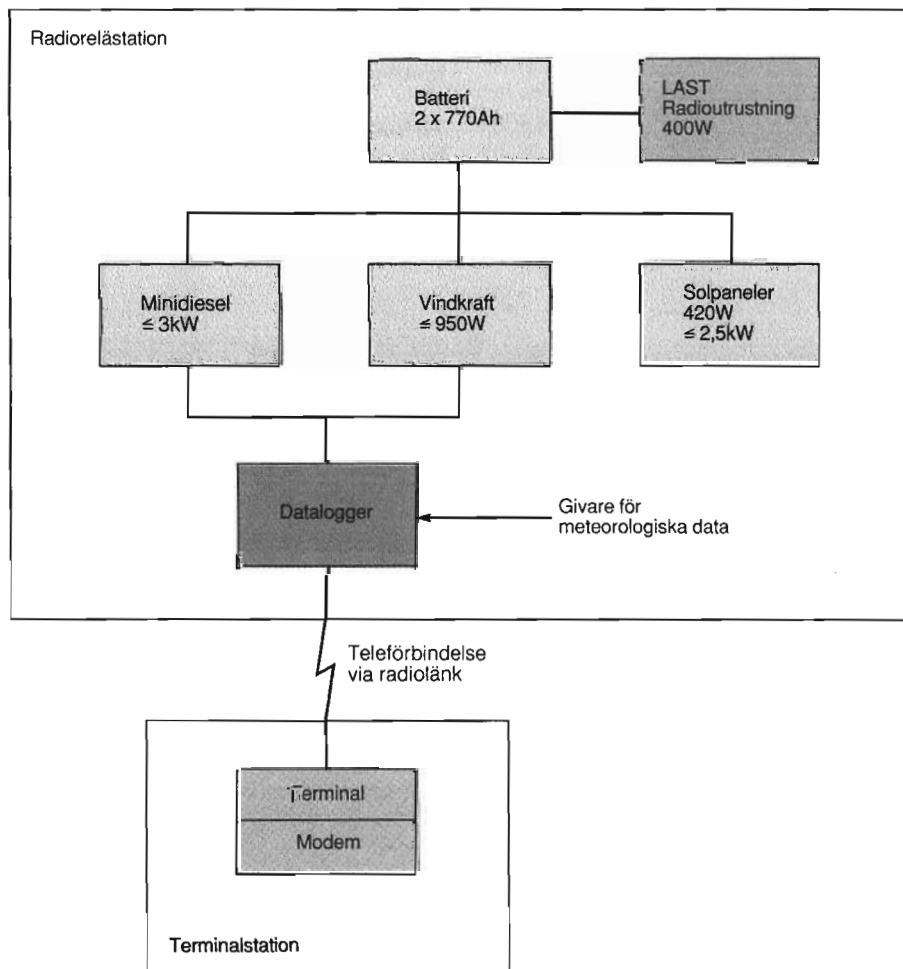 Radiorelästation
Batteri
2 x 770Ah
LAST
Radioutrustning
400W
Minidiesel
≤ 3kW
Vindkraft
≤ 950W
Solpaneler
420W
≤ 2,5kW
Datalogger
Givare för
meteorologiska data
Teleförbindelse
via radiolänk
Terminal
Modem
Terminalstation